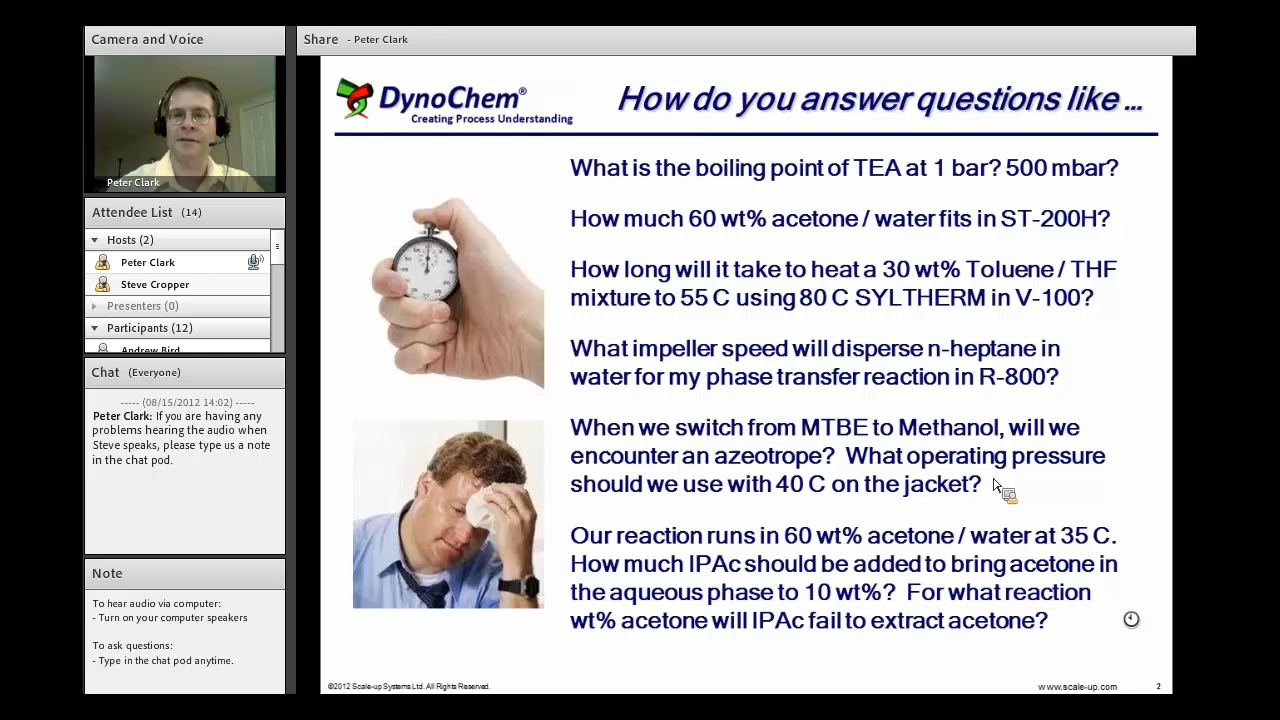 Camera and Voice
Peter Clark
Attendee List (14)
Hosts (2)
Peter Clark
Steve Cropper
Presenters (0)
Participants (12)
Andrew Bird
Chat (Everyone)
----- (08/15/2012 14:02) -----
Peter Clark: If you are having any
problems hearing the audio when
Steve speaks, please type us a note
in the chat pod.
Note
To hear audio via computer:
- Turn on your computer speakers
To ask questions:
- Type in the chat pod anytime.
Share - Peter Clark
DynoChem®
Creating Process Understanding
How do you answer questions like ...
What is the boiling point of TEA at 1 bar? 500 mbar?
How much 60 wt% acetone / water fits in ST-200H?
How long will it take to heat a 30 wt% Toluene / THF
mixture to 55 C using 80 C SYLTHERM in V-100?
What impeller speed will disperse n-heptane in
water for my phase transfer reaction in R-800?
When we switch from MTBE to Methanol, will we
encounter an azeotrope? What operating pressure
should we use with 40 C on the jacket?
Our reaction runs in 60 wt% acetone / water at 35 C.
How much IPAc should be added to bring acetone in
the aqueous phase to 10 wt%? For what reaction
wt% acetone will IPAc fail to extract acetone?
©2012 Scale-up Systems Ltd. All Rights Reserved.
www.scale-up.com
2